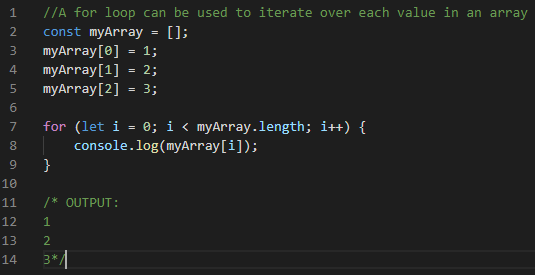 1 //A for loop can be used to iterate over each value in an array
2 const myArray = [];
3 myArray[0] = 1;
4 myArray[1] = 2;
5 myArray[2] = 3;
6
7 for (let i = 0; i < myArray.length; i++) {
8     console.log(myArray[i]);
9 }
10
11 /* OUTPUT:
12 1
13 2
14 3*/